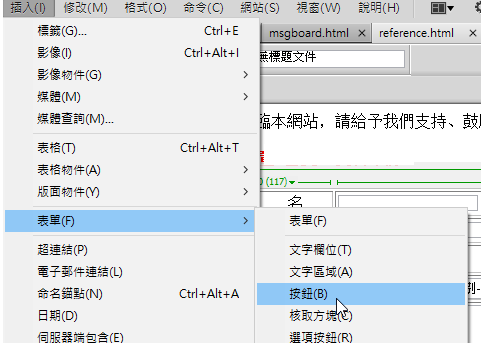 插入(I) 修改(M) 格式(O) 命令(C) 網站(S) 視窗(W) 說明(H)
標籤(G)... Ctrl+E
影像(I) Ctrl+Alt+I
影像物件(G)
媒體(M)
媒體查詢(M)...
表格(T) Ctrl+Alt+T
表格物件(A)
版面物件(Y)
表單(F)
超連結(P)
電子郵件連結(L)
命名錨點(N) Ctrl+Alt+A
日期(D)
伺服器端包含(E)
msgboard.html × reference.html ×
無標題文件
臨本網站，請給予我們支持、鼓
(117)
名
表單(F)
文字欄位(T)
文字區域(A)
按鈕(B)
核取方塊(C)
選項按鈕(R)